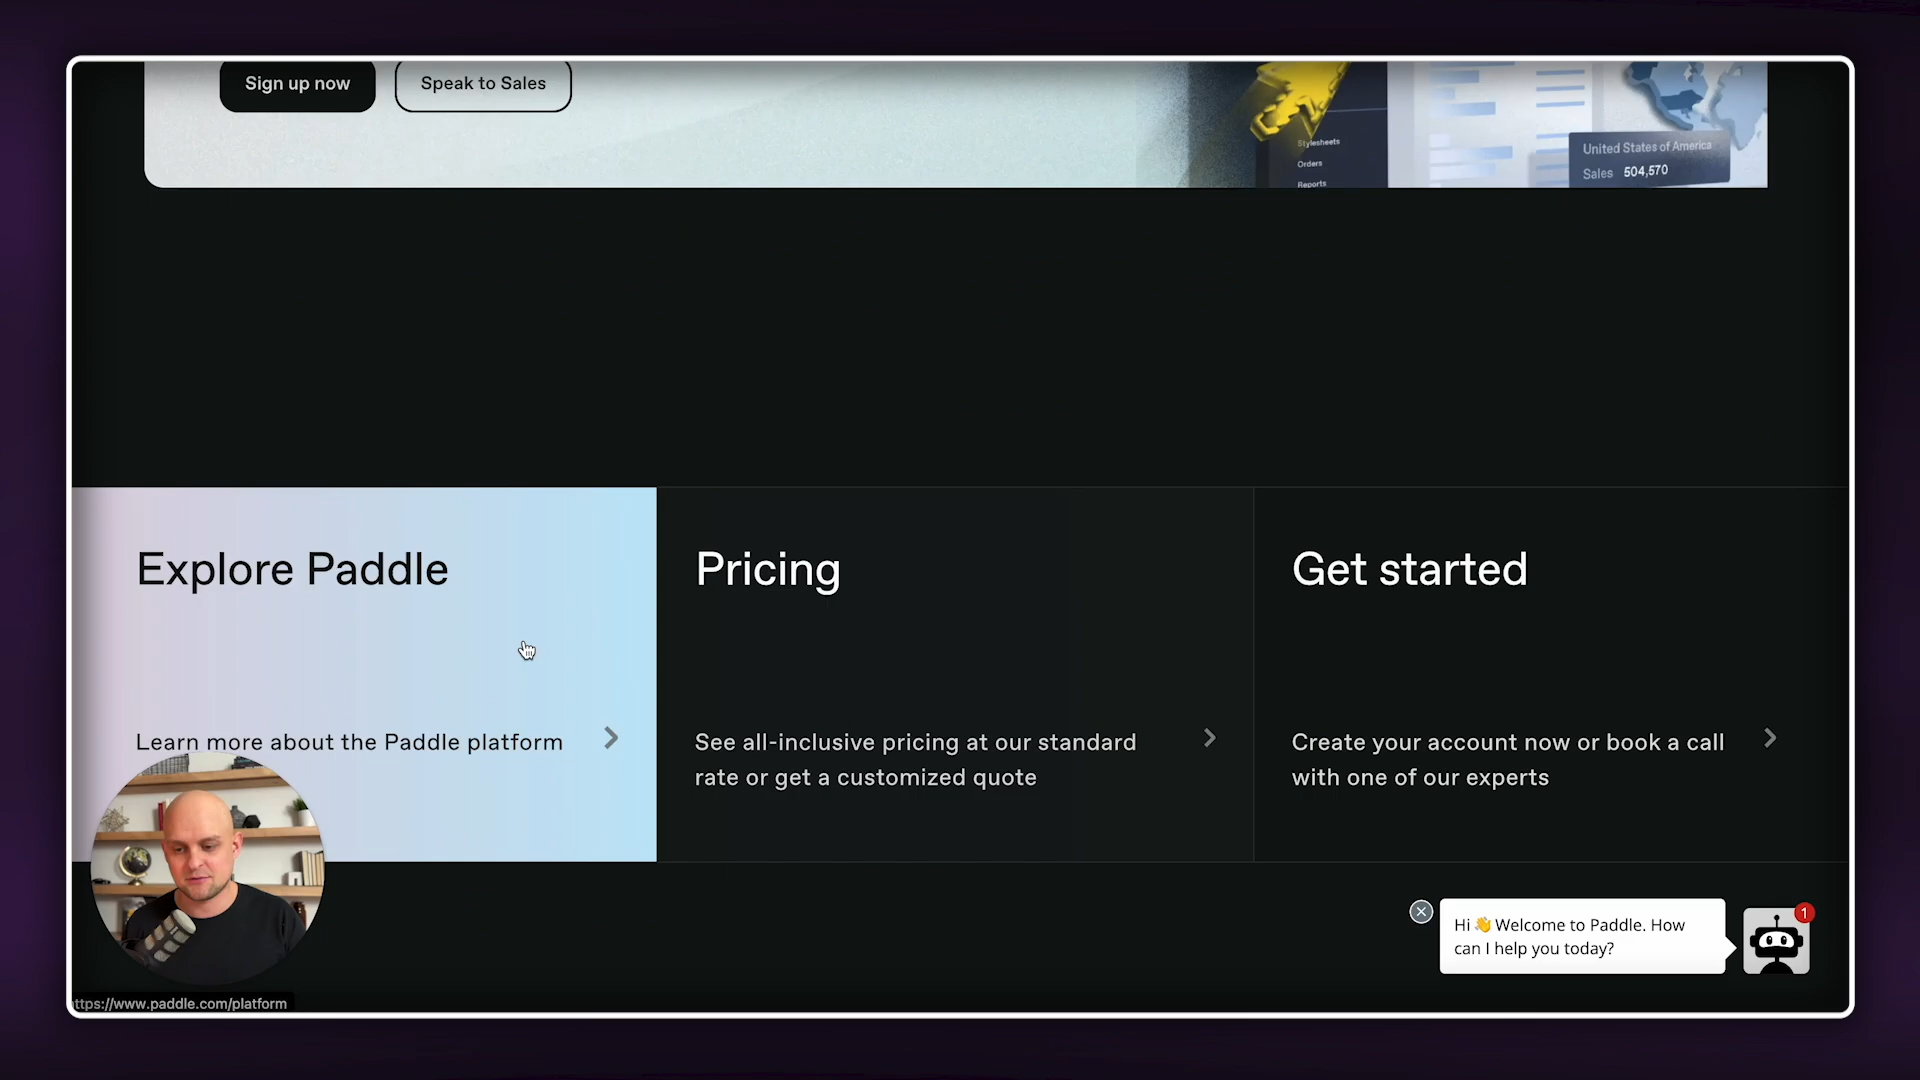 Sign up now
Speak to Sales
Stylesheets
Orders
Reports
United States of America
Sales 504,570
Explore Paddle
Learn more about the Paddle platform
Pricing
See all-inclusive pricing at our standard
rate or get a customized quote
Get started
Create your account now or book a call
with one of our experts
Hi 👋 Welcome to Paddle. How
can I help you today?
1
ttps://www.paddle.com/platform